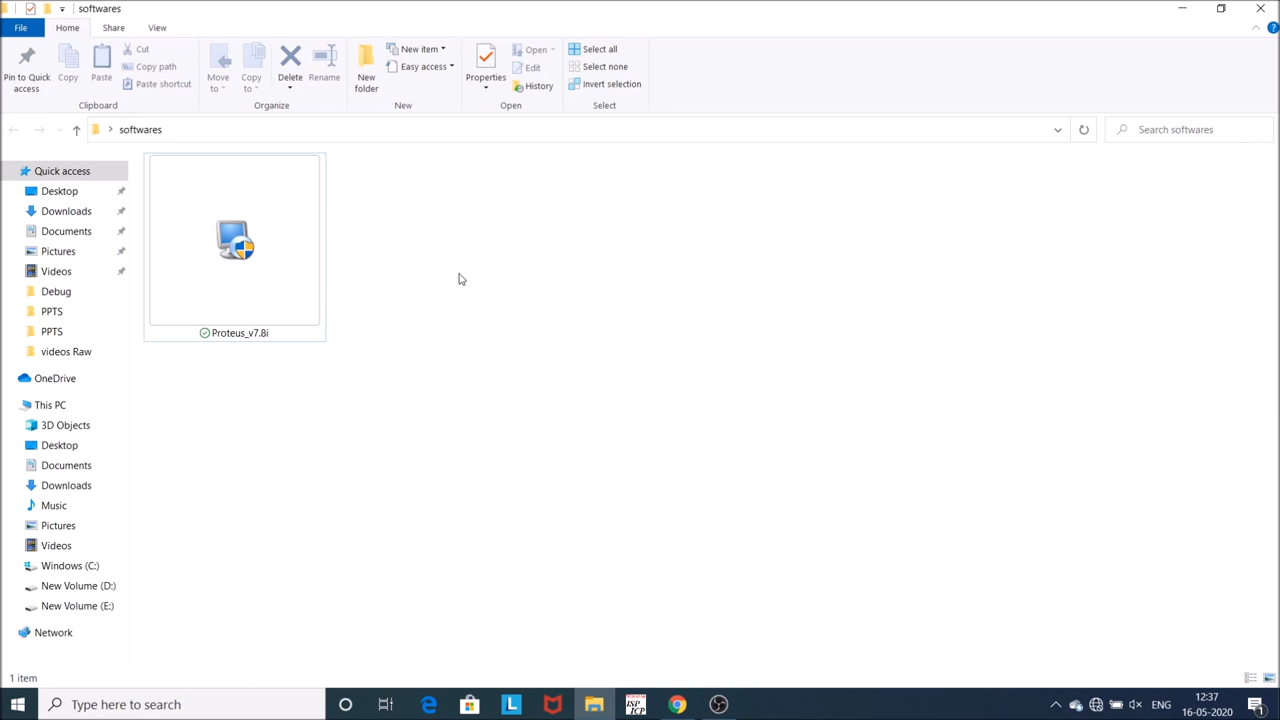 softwares
File Home Share View
Pin to Quick access
Copy
Paste
Cut
Copy path
Paste shortcut
Clipboard
Move to
Copy to
Delete
Rename
Organize
New folder
New item
Easy access
New
Properties
Open
Edit
History
Open
Select all
Select none
Invert selection
Select
softwares
Search softwares
Quick access
Desktop
Downloads
Documents
Pictures
Videos
Debug
PPTS
PPTS
videos Raw
OneDrive
This PC
3D Objects
Desktop
Documents
Downloads
Music
Pictures
Videos
Windows (C:)
New Volume (D:)
New Volume (E:)
Network
Proteus_v7.8i
1 item
Type here to search
L
ISP
ICP
ENG
12:37
16-05-2020
1